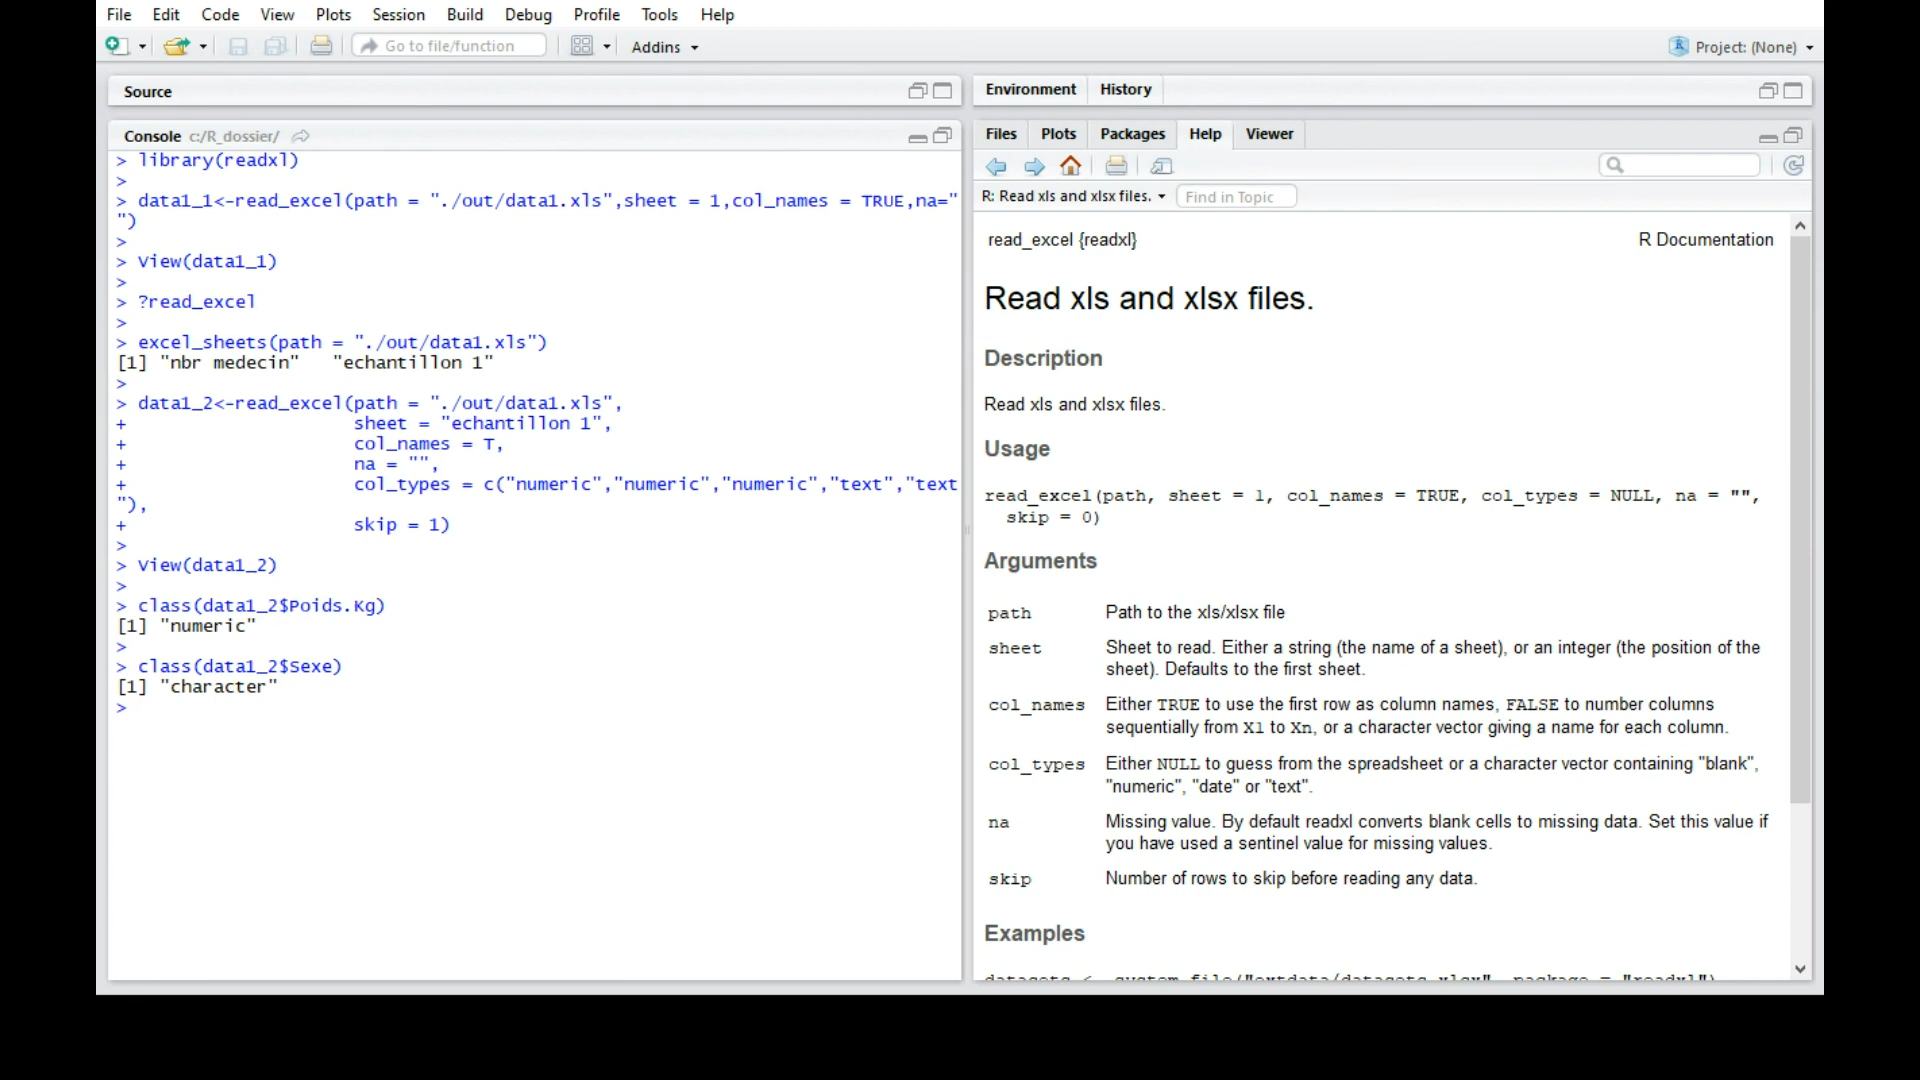 File Edit Code View Plots Session Build Debug Profile Tools Help
Go to file/function Addins Project: (None)
Source
Console c:/R_dossier/
> library(readxl)
>
> data1_1<-read_excel(path = "./out/data1.xls",sheet = 1,col_names = TRUE,na="
")
>
> View(data1_1)
>
> ?read_excel
>
> excel_sheets(path = "./out/data1.xls")
[1] "nbr medecin"   "echantillon 1"
>
> data1_2<-read_excel(path = "./out/data1.xls",
+                     sheet = "echantillon 1",
+                     col_names = T,
+                     na = "",
+                     col_types = c("numeric","numeric","numeric","text","text
"),
+                     skip = 1)
>
> View(data1_2)
>
> class(data1_2$Poids.Kg)
[1] "numeric"
>
> class(data1_2$Sexe)
[1] "character"
>
Environment History
Files Plots Packages Help Viewer
R: Read xls and xlsx files. Find in Topic
read_excel {readxl} R Documentation
Read xls and xlsx files.
Description
Read xls and xlsx files.
Usage
read_excel(path, sheet = 1, col_names = TRUE, col_types = NULL, na = "",
  skip = 0)
Arguments
path Path to the xls/xlsx file
sheet Sheet to read. Either a string (the name of a sheet), or an integer (the position of the
sheet). Defaults to the first sheet.
col_names Either TRUE to use the first row as column names, FALSE to number columns
sequentially from X1 to Xn, or a character vector giving a name for each column.
col_types Either NULL to guess from the spreadsheet or a character vector containing "blank",
"numeric", "date" or "text".
na Missing value. By default readxl converts blank cells to missing data. Set this value if
you have used a sentinel value for missing values.
skip Number of rows to skip before reading any data.
Examples
datasets <- system.file("extdata/datasets.xlsx", package = "readxl")